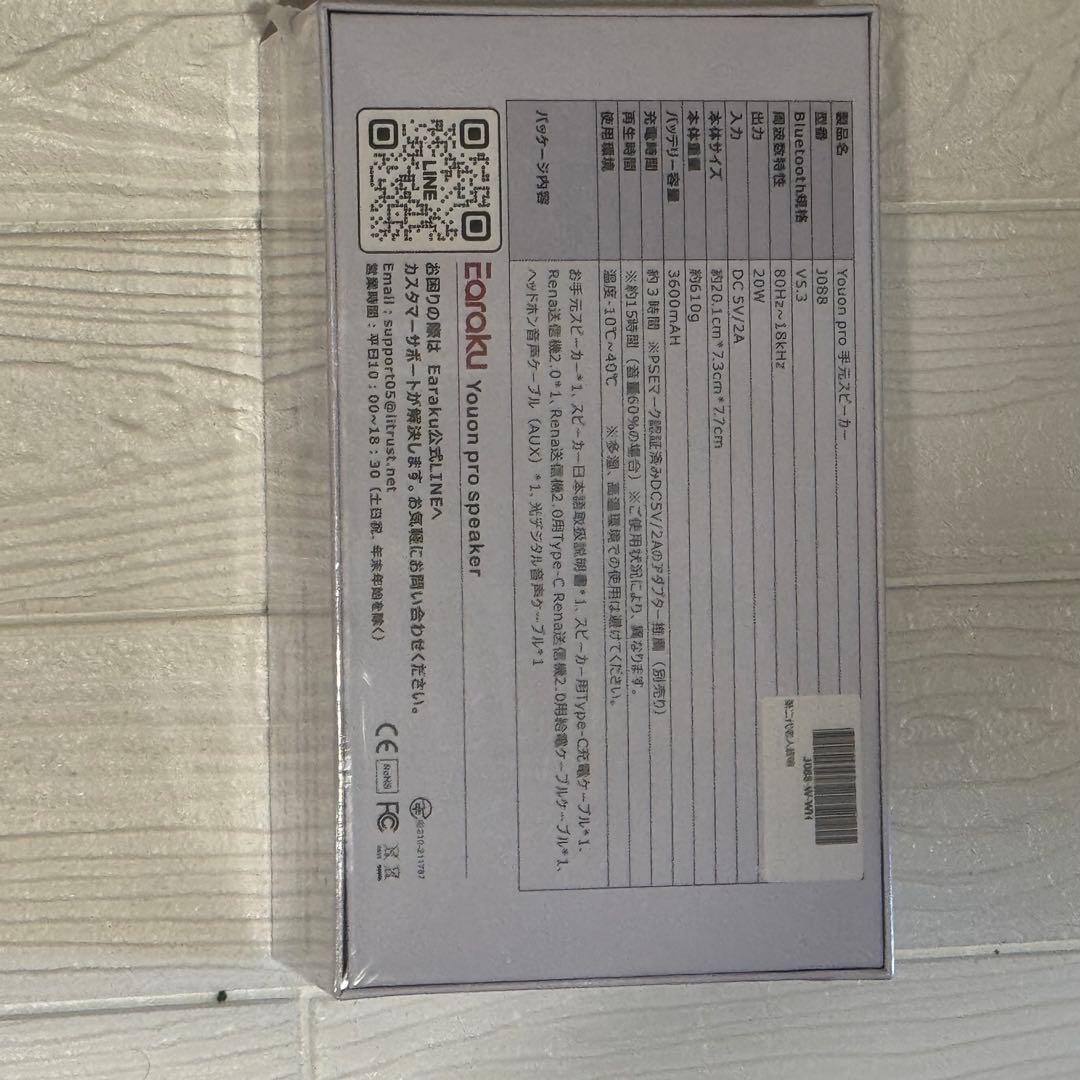 製品名 Youon pro 手元スピーカー
型番 J088
Bluetooth規格 V5.3
周波数特性 80Hz~18kHz
出力 20W
入力 DC 5V/2A
本体サイズ 約20.1cm*7.3cm*7.7cm
本体重量 約610g
バッテリー容量 3600mAH
充電時間 約3時間 ※PSEマーク認証済みDC5V/2Aのアダプター推薦(別売り)
再生時間 ※約15時間(音量60%の場合)※ご使用状況により、異なります。
使用環境 温度-10℃~40℃ ※多湿、高温環境での使用は避けてください。
パッケージ内容 お手元スピーカー*1、スピーカー日本語取扱説明書*1、スピーカー用Type-C充電ケーブル*1、
Rena送信機2.0*1、Rena送信機2.0用Type-C Rena送信機2.0用給電ケーブルケーブル*1、
ヘッドホン音声ケーブル(AUX)*1、光デジタル音声ケーブル*1
J088-W-WH
第二代老人音响
LINE
Earaku Youon pro speaker
お困りの際は Earaku公式LINEへ
カスタマーサポートが解決します。お気軽にお問い合わせください。
Email:support05@litrust.net
営業時間:平日10:00~18:30(土日祝、年末年始を除く)
CE RoHS FC
210-211787